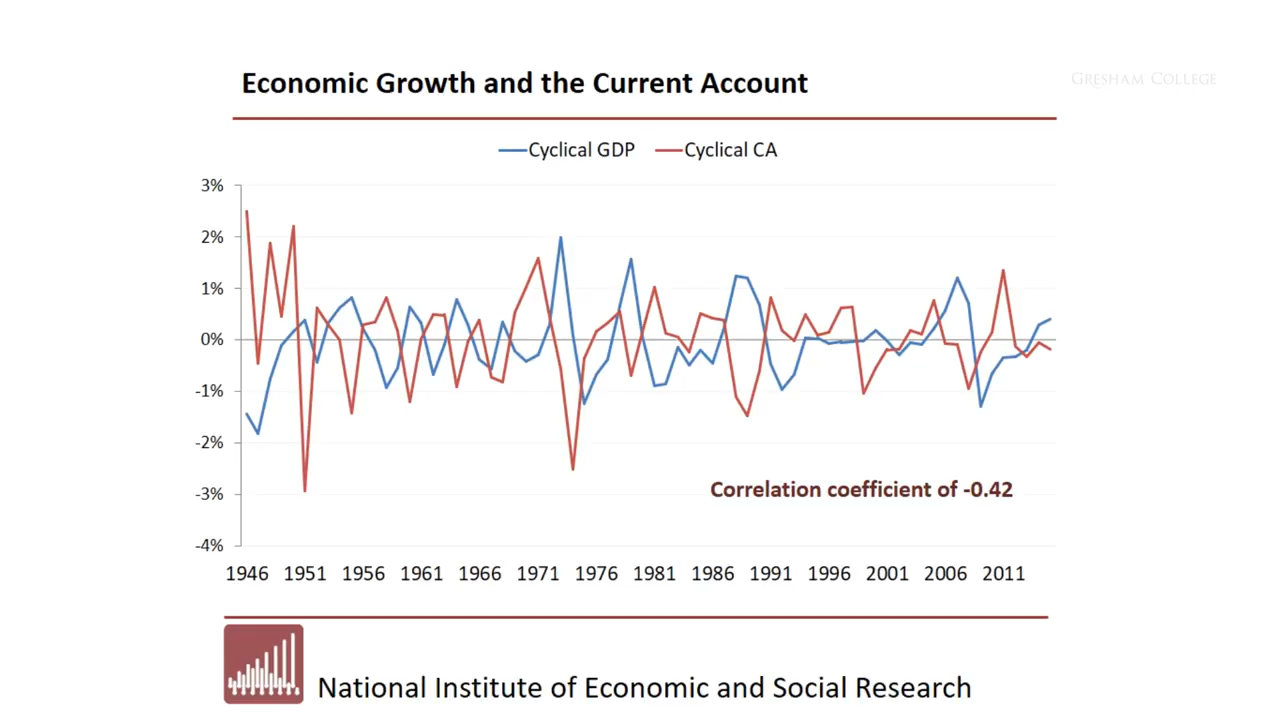 GRESHAM COLLEGE
Economic Growth and the Current Account
Cyclical GDP Cyclical CA
3%
2%
1%
0%
-1%
-2%
-3%
-4%
Correlation coefficient of -0.42
1946 1951 1956 1961 1966 1971 1976 1981 1986 1991 1996 2001 2006 2011
National Institute of Economic and Social Research